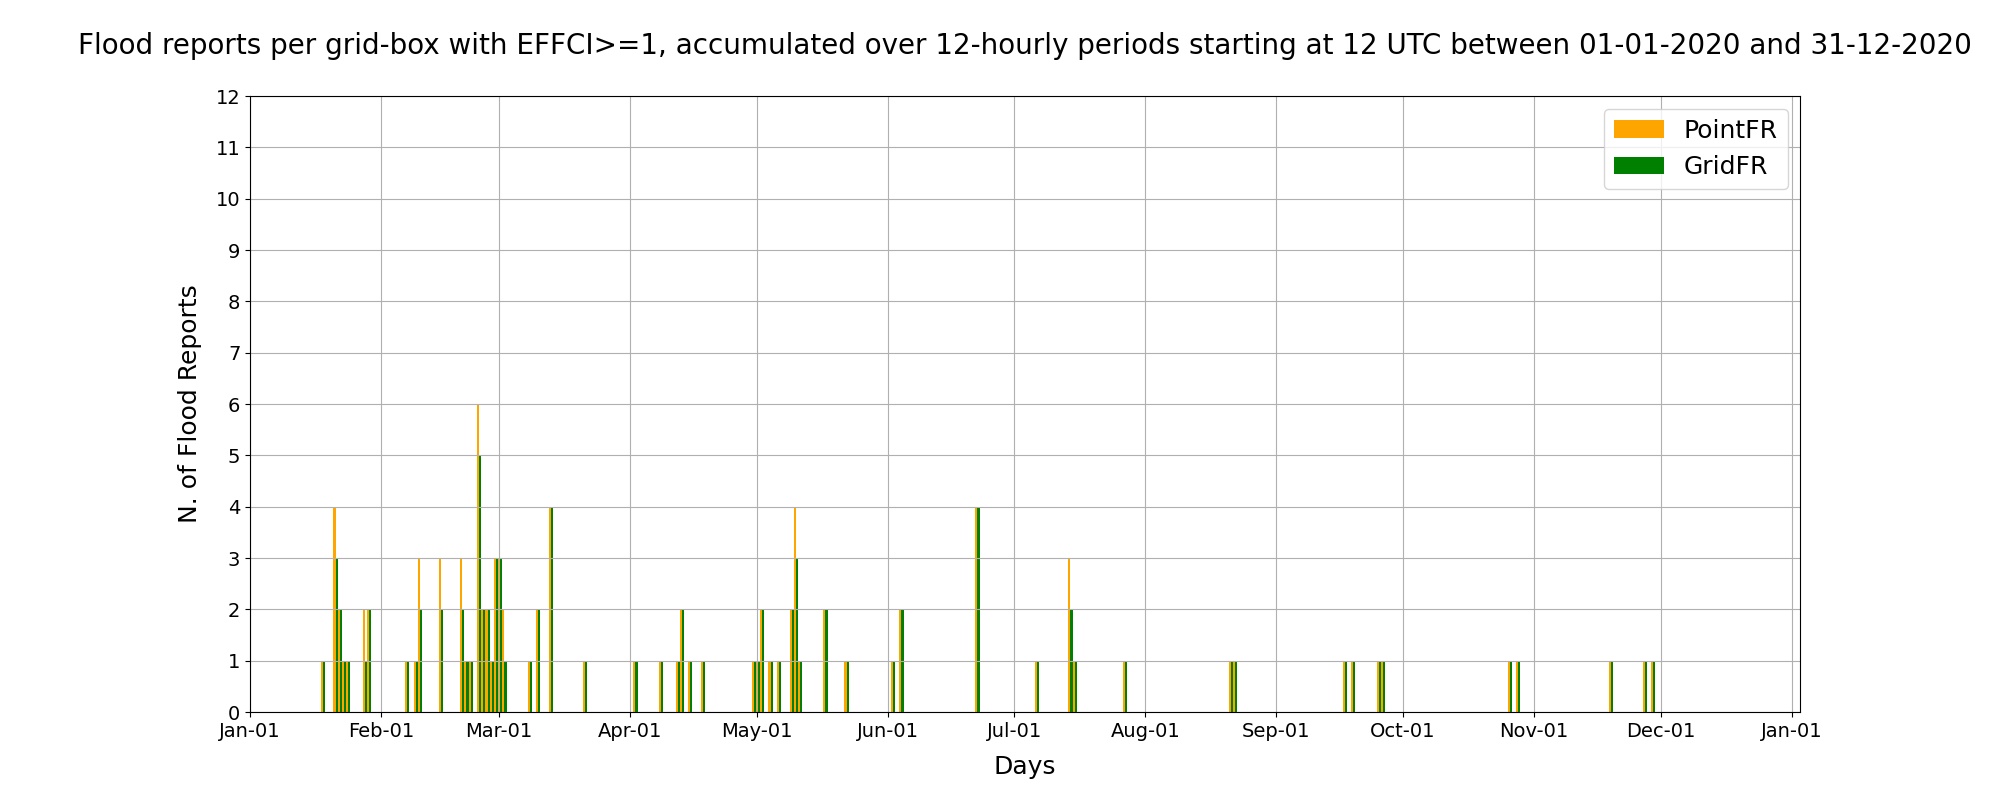 Flood reports per grid-box with EFFCI>=1, accumulated over 12-hourly periods starting at 12 UTC between 01-01-2020 and 31-12-2020
12
11
10
9
8
7
6
5
4
3
2
1
0
N. of Flood Reports
PointFR
GridFR
Jan-01 Feb-01 Mar-01 Apr-01 May-01 Jun-01 Jul-01 Aug-01 Sep-01 Oct-01 Nov-01 Dec-01 Jan-01
Days